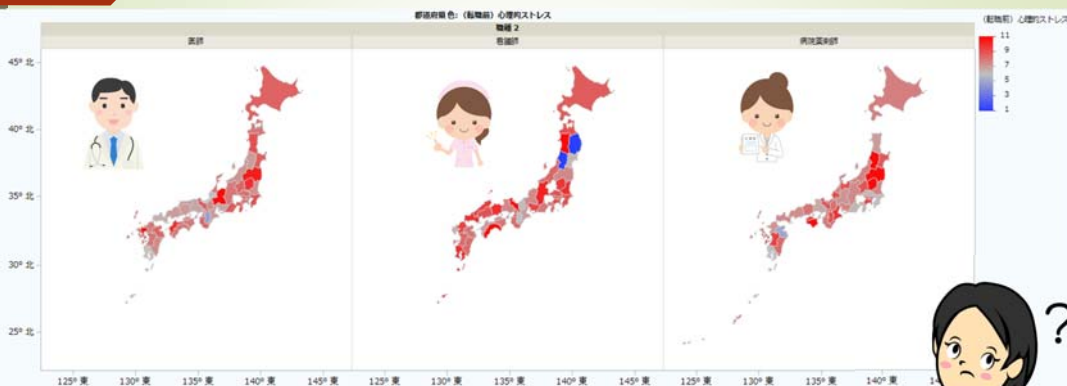 都道府県 色: (転職前) 心理的ストレス
職種 2
医師
看護師
病院薬剤師
(転職前) 心理的ストレス
11
9
7
5
3
1
45° 北
40° 北
35° 北
30° 北
25° 北
125° 東 130° 東 135° 東 140° 東 145° 東 125° 東 130° 東 135° 東 140° 東 145° 東 125° 東 130° 東 135° 東 140° 東
?